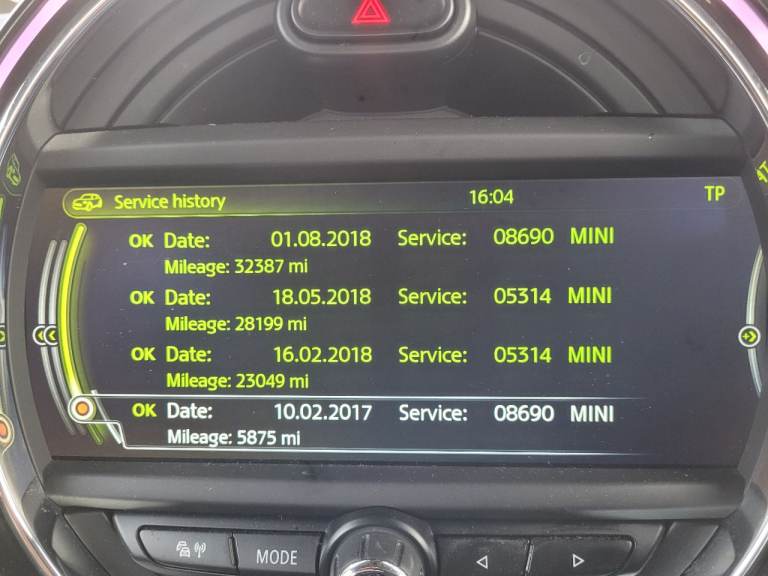 Service history 16:04 TP
OK Date: 01.08.2018 Service: 08690 MINI
Mileage: 32387 mi
OK Date: 18.05.2018 Service: 05314 MINI
Mileage: 28199 mi
OK Date: 16.02.2018 Service: 05314 MINI
Mileage: 23049 mi
OK Date: 10.02.2017 Service: 08690 MINI
Mileage: 5875 mi
MODE